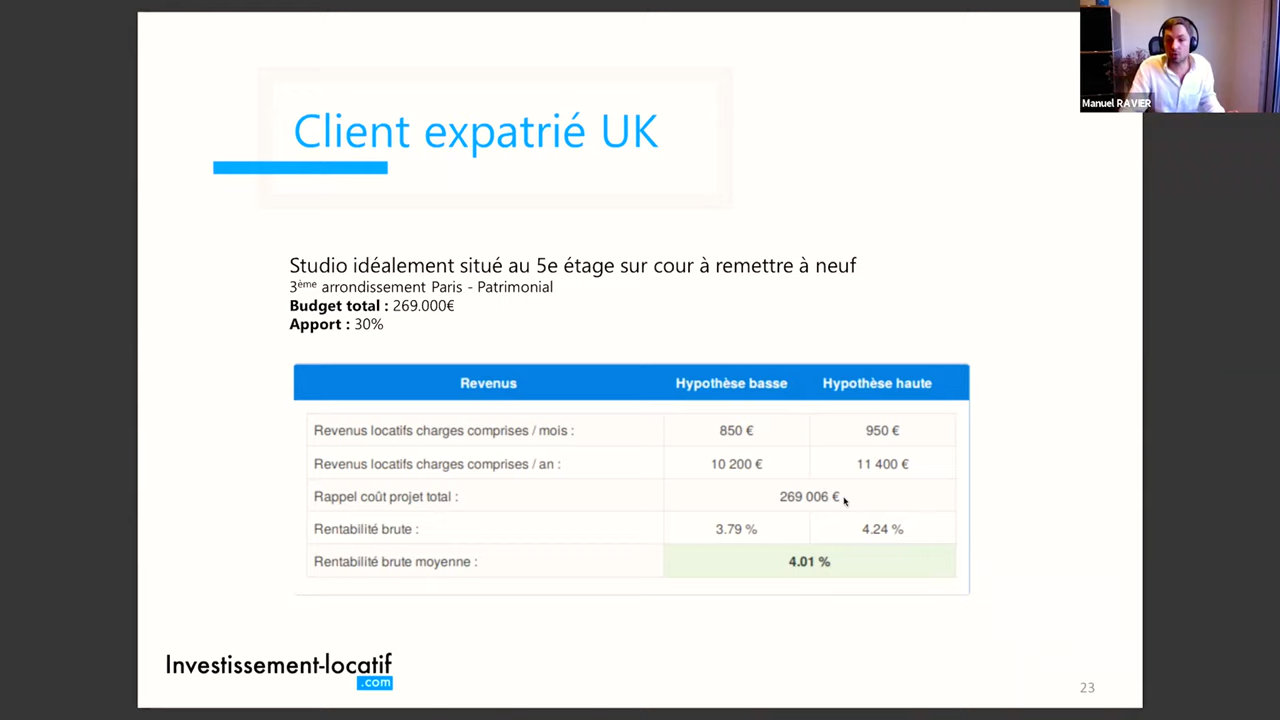 Manuel RAVIER
Client expatrié UK
Studio idéalement situé au 5e étage sur cour à remettre à neuf
3ème arrondissement Paris - Patrimonial
Budget total : 269.000€
Apport : 30%
Revenus Hypothèse basse Hypothèse haute
Revenus locatifs charges comprises / mois : 850 € 950 €
Revenus locatifs charges comprises / an : 10 200 € 11 400 €
Rappel coût projet total : 269 006 €
Rentabilité brute : 3.79 % 4.24 %
Rentabilité brute moyenne : 4.01 %
Investissement-locatif
.com
23